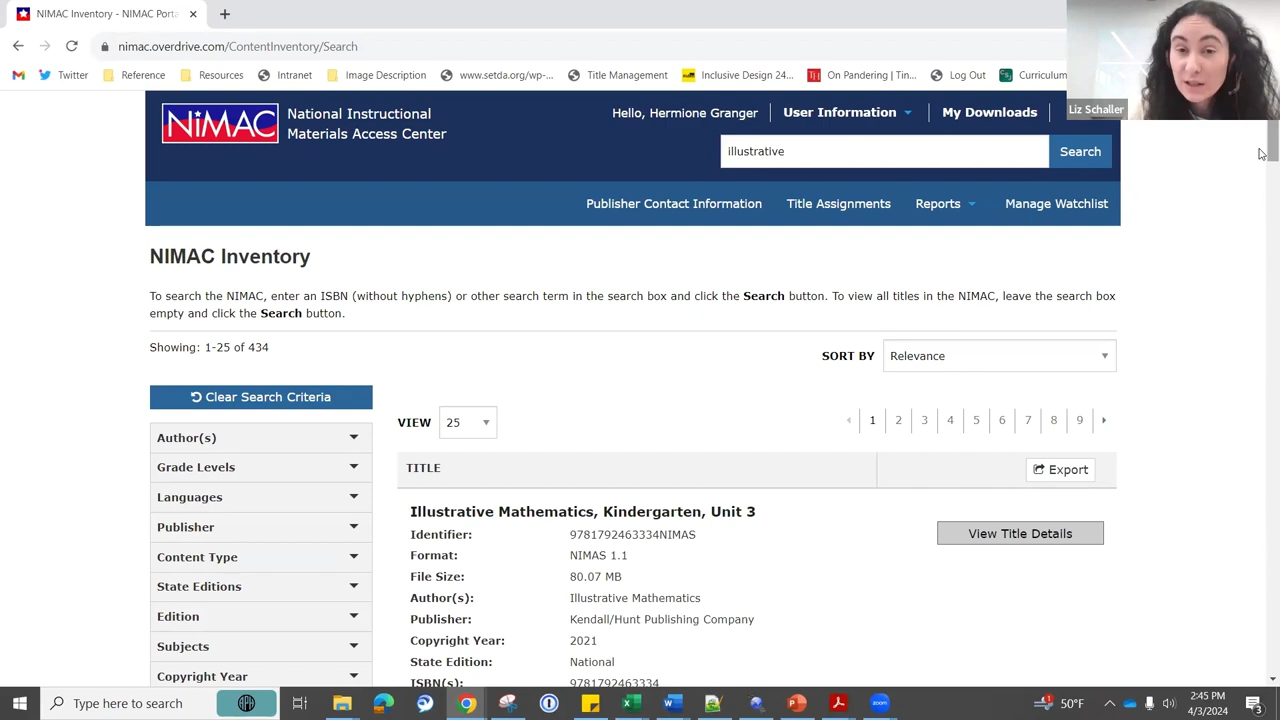 NIMAC Inventory - NIMAC Porta
nimac.overdrive.com/ContentInventory/Search
Twitter
Reference
Resources
Intranet
Image Description
www.setda.org/wp-...
Title Management
Inclusive Design 24...
On Pandering | Tin...
Log Out
Curriculum
Liz Schaller
NIMAC
National Instructional
Materials Access Center
Hello, Hermione Granger
User Information
My Downloads
illustrative
Search
Publisher Contact Information
Title Assignments
Reports
Manage Watchlist
NIMAC Inventory
To search the NIMAC, enter an ISBN (without hyphens) or other search term in the search box and click the Search button. To view all titles in the NIMAC, leave the search box
empty and click the Search button.
Showing: 1-25 of 434
SORT BY
Relevance
Clear Search Criteria
Author(s)
Grade Levels
Languages
Publisher
Content Type
State Editions
Edition
Subjects
Copyright Year
VIEW
25
1 2 3 4 5 6 7 8 9
TITLE
Export
Illustrative Mathematics, Kindergarten, Unit 3
View Title Details
Identifier: 9781792463334NIMAS
Format: NIMAS 1.1
File Size: 80.07 MB
Author(s): Illustrative Mathematics
Publisher: Kendall/Hunt Publishing Company
Copyright Year: 2021
State Edition: National
ISBN(s): 9781792463334
Type here to search
zoom
50°F
2:45 PM
4/3/2024
3